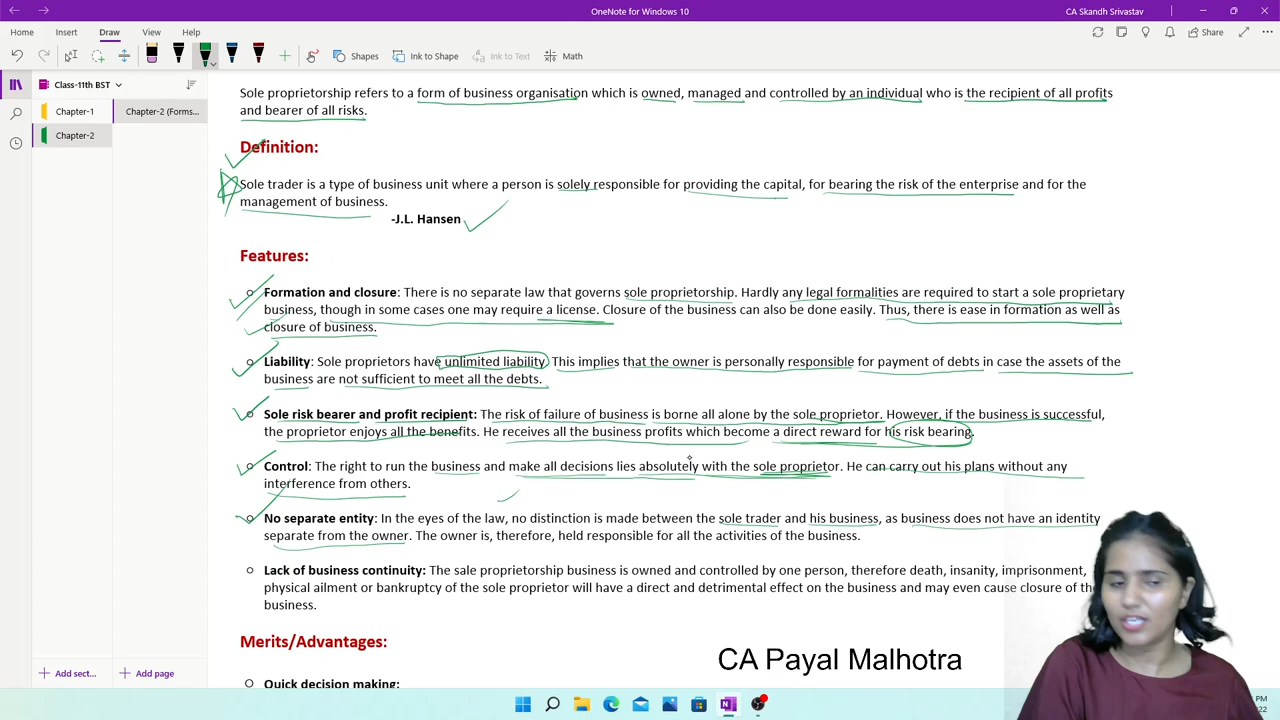 OneNote for Windows 10
CA Skandh Srivastav
Home Insert Draw View Help
Shapes Ink to Shape Ink to Text Math Share
Class-11th BST
Chapter-1
Chapter-2 (Forms...
Chapter-2
Sole proprietorship refers to a form of business organisation which is owned, managed and controlled by an individual who is the recipient of all profits
and bearer of all risks.
Definition:
Sole trader is a type of business unit where a person is solely responsible for providing the capital, for bearing the risk of the enterprise and for the
management of business.
-J.L. Hansen
Features:
Formation and closure: There is no separate law that governs sole proprietorship. Hardly any legal formalities are required to start a sole proprietary
business, though in some cases one may require a license. Closure of the business can also be done easily. Thus, there is ease in formation as well as
closure of business.
Liability: Sole proprietors have unlimited liability. This implies that the owner is personally responsible for payment of debts in case the assets of the
business are not sufficient to meet all the debts.
Sole risk bearer and profit recipient: The risk of failure of business is borne all alone by the sole proprietor. However, if the business is successful,
the proprietor enjoys all the benefits. He receives all the business profits which become a direct reward for his risk bearing.
Control: The right to run the business and make all decisions lies absolutely with the sole proprietor. He can carry out his plans without any
interference from others.
No separate entity: In the eyes of the law, no distinction is made between the sole trader and his business, as business does not have an identity
separate from the owner. The owner is, therefore, held responsible for all the activities of the business.
Lack of business continuity: The sale proprietorship business is owned and controlled by one person, therefore death, insanity, imprisonment,
physical ailment or bankruptcy of the sole proprietor will have a direct and detrimental effect on the business and may even cause closure of the
business.
Merits/Advantages:
Quick decision making:
CA Payal Malhotra
Add sect... Add page